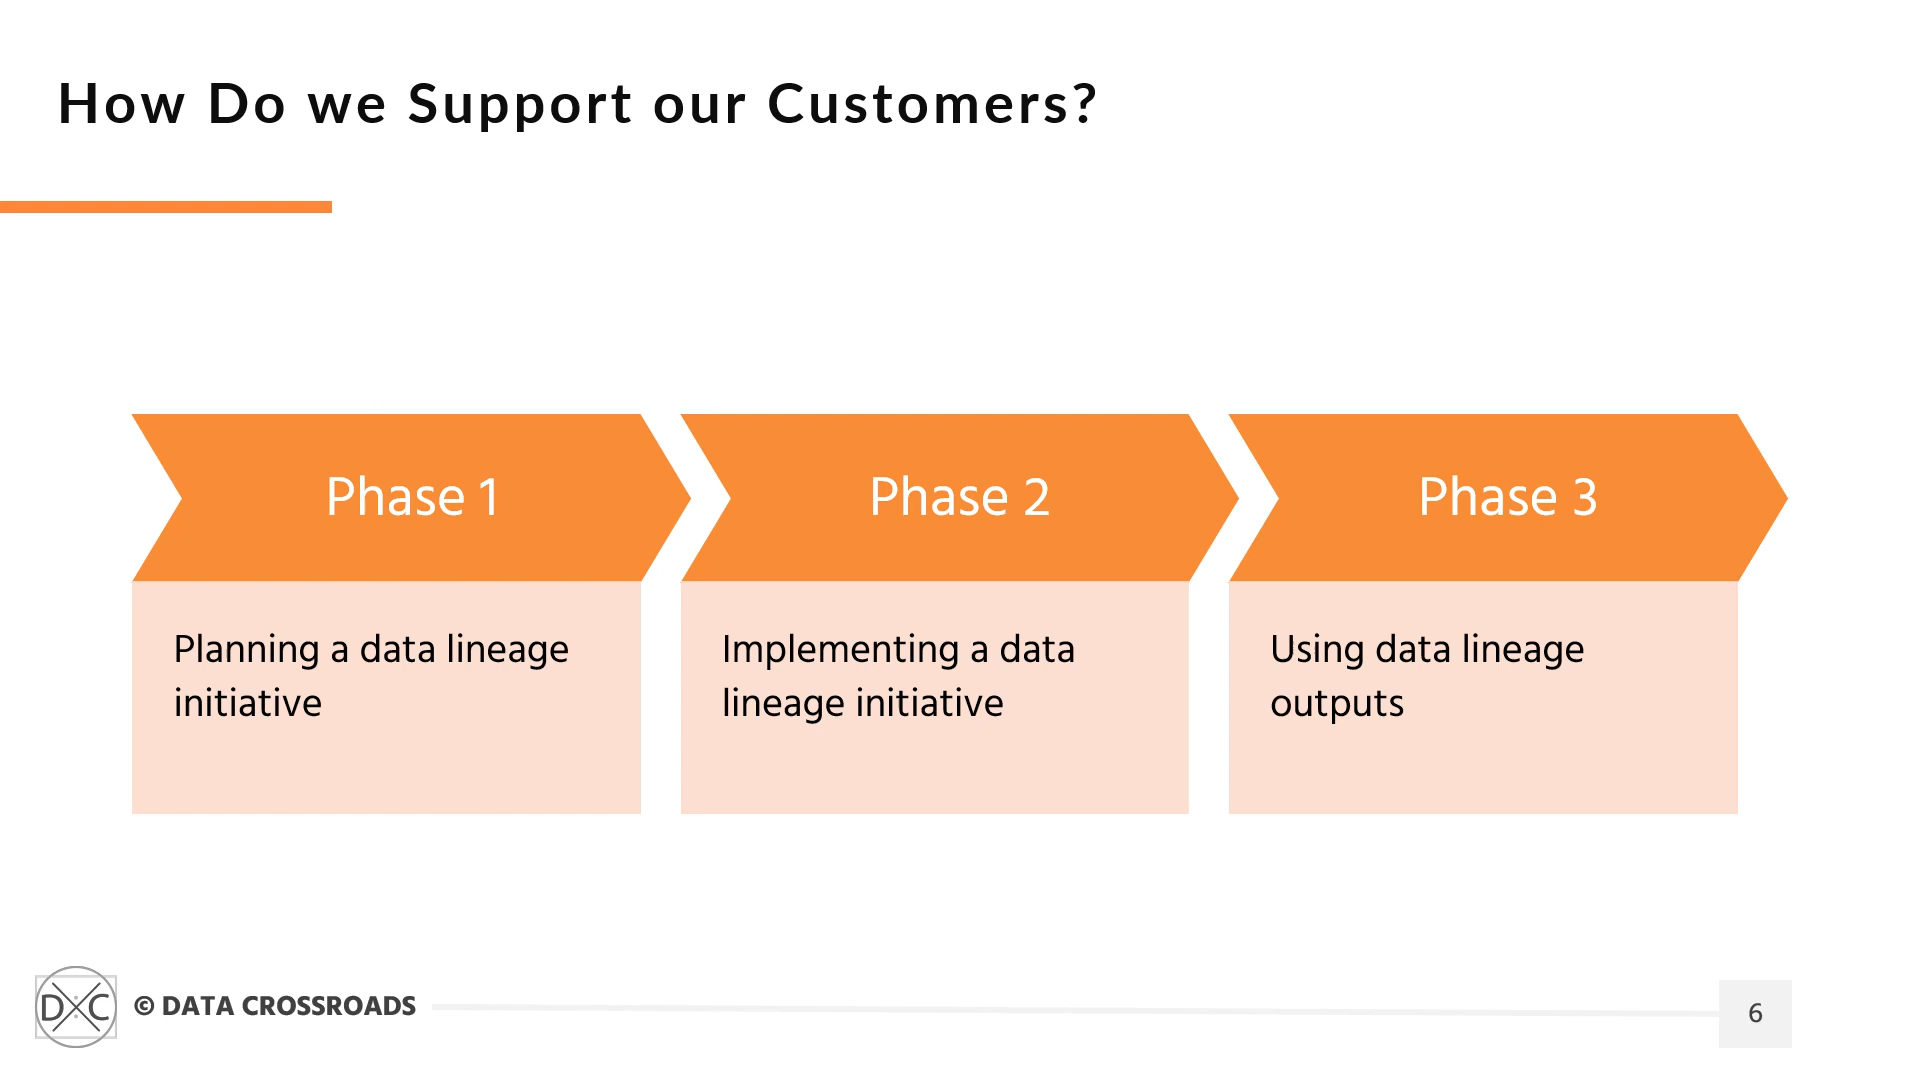 How Do we Support our Customers?
Phase 1
Planning a data lineage
initiative
Phase 2
Implementing a data
lineage initiative
Phase 3
Using data lineage
outputs
DC
© DATA CROSSROADS
6